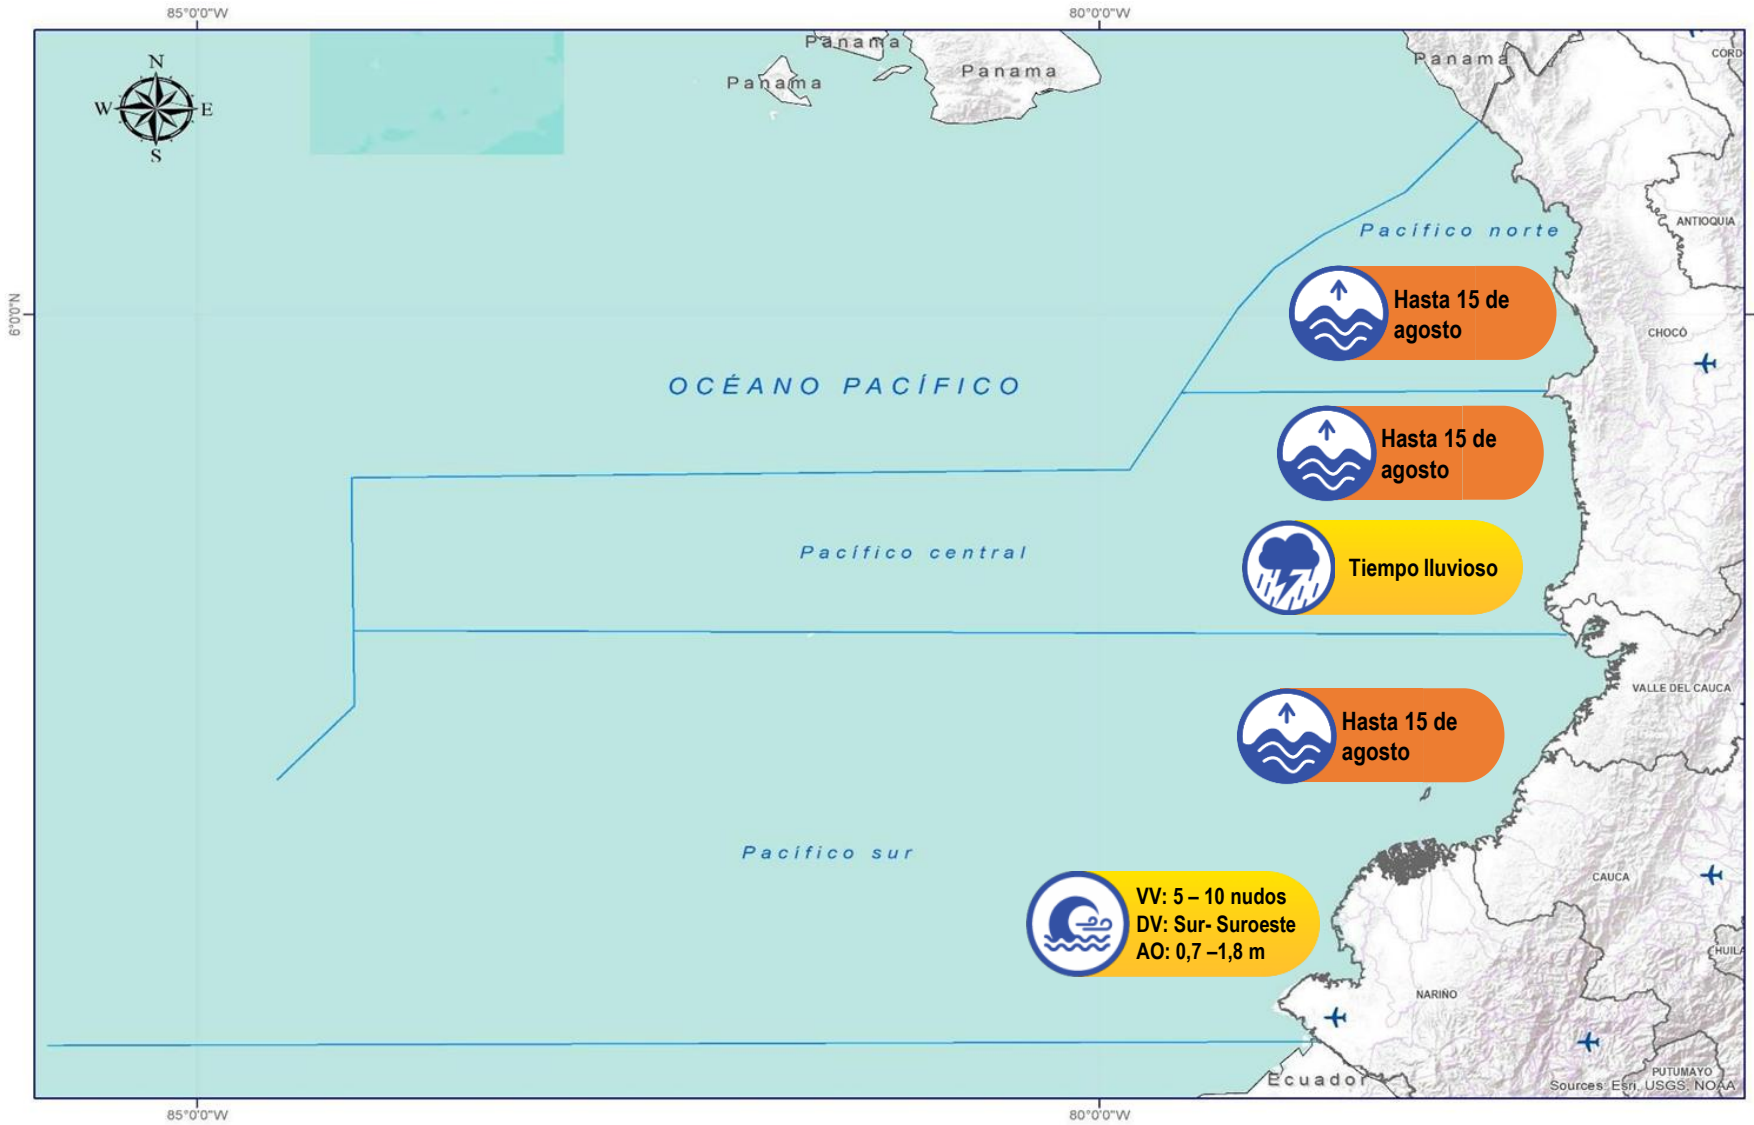 85°0'0"W
80°0'0"W
N
W
E
S
Panama
Panama
Panama
Panama
CORD
ANTIOQUIA
Pacífico norte
6°0'0"N
Hasta 15 de
agosto
CHOCÓ
OCÉANO PACÍFICO
Hasta 15 de
agosto
Pacífico central
Tiempo lluvioso
VALLE DEL CAUCA
Hasta 15 de
agosto
Pacífico sur
CAUCA
VV: 5 – 10 nudos
DV: Sur- Suroeste
AO: 0,7 –1,8 m
HUILA
NARIÑO
PUTUMAYO
Ecuador
Sources: Esri, USGS, NOAA
85°0'0"W
80°0'0"W